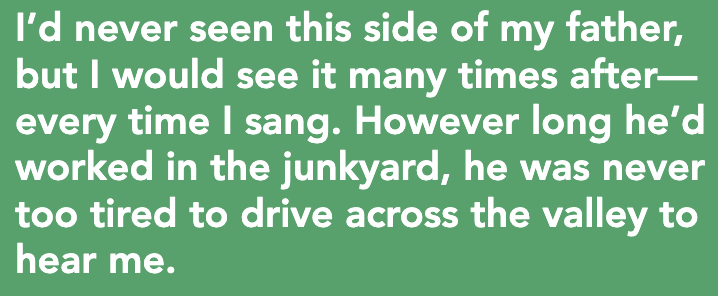 I’d never seen this side of my father,
but I would see it many times after—
every time I sang. However long he’d
worked in the junkyard, he was never
too tired to drive across the valley to
hear me.